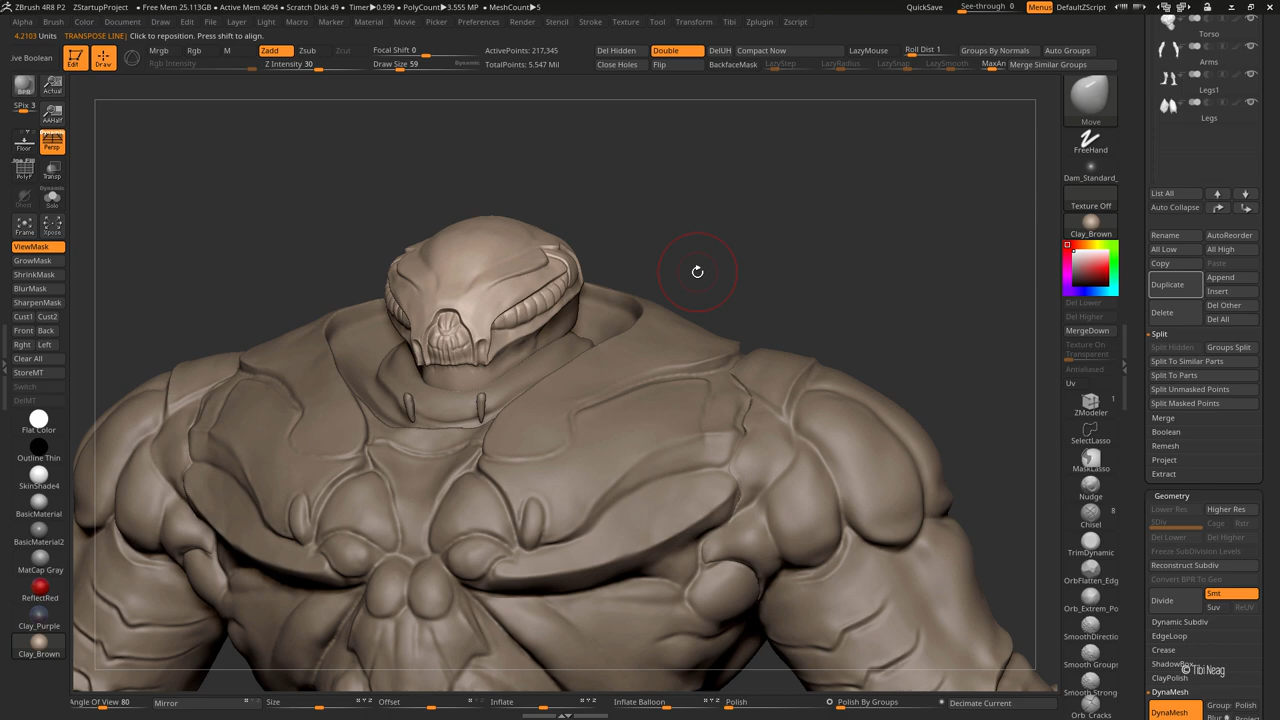 ZBrush 4R8 P2 ZStartupProject • Free Mem 25.113GB • Active Mem 4094 • Scratch Disk 49 • Timer▶0.599 • PolyCount▶3.555 MP • MeshCount▶5 QuickSave See-through 0 Menus DefaultZScript
Alpha Brush Color Document Draw Edit File Layer Light Macro Marker Material Movie Picker Preferences Render Stencil Stroke Texture Tool Transform Tibi Zplugin Zscript
4.2103 Units TRANSPOSE LINE| Click to reposition. Press shift to align.
ive Boolean Edit Draw
Mrgb Rgb M Zadd Zsub Zcut Focal Shift 0 ActivePoints: 217,345 Del Hidden Double DelUH Compact Now LazyMouse Roll Dist 1 Groups By Normals Auto Groups
Rgb Intensity Z Intensity 30 Draw Size 59 Dynamic TotalPoints: 5.547 Mil Close Holes Flip BackfaceMask LazyStep LazyRadius LazySnap LazySmooth MaxAn Merge Similar Groups
BPR Actual
SPix 3 AAHalf
Floor Dynamic Persp
PolyF Transp
Dynamic
Ghost Solo
Frame Xpose
ViewMask
GrowMask
ShrinkMask
BlurMask
SharpenMask
Cust1 Cust2
Front Back
Rght Left
Clear All
StoreMT
Switch
DelMT
Flat Color
Outline Thin
SkinShade4
BasicMaterial
BasicMaterial2
MatCap Gray
ReflectRed
Clay_Purple
Clay_Brown
Move
FreeHand
Dam_Standard_
Texture Off
Clay_Brown
Del Lower
Del Higher
MergeDown
Texture On
Transparent
Antialiased
Uv
1
ZModeler
SelectLasso
MaskLasso
Nudge
8
Chisel
TrimDynamic
OrbFlatten_Edg
Orb_Extrem_Po
SmoothDirectio
Smooth Groups
Smooth Strong
Orb_Cracks
Torso
Arms
Legs1
Legs
List All
Auto Collapse
Rename AutoReorder
All Low All High
Copy Paste
Duplicate Append
Insert
Delete Del Other
Del All
Split
Split Hidden Groups Split
Split To Similar Parts
Split To Parts
Split Unmasked Points
Split Masked Points
Merge
Boolean
Remesh
Project
Extract
Geometry
Lower Res Higher Res
SDiv Cage Rstr
Del Lower Del Higher
Freeze SubDivision Levels
Reconstruct Subdiv
Convert BPR To Geo
Divide Smt
Suv ReUV
Dynamic Subdiv
EdgeLoop
Crease
ShadowBox
© Tibi Neag
ClayPolish
DynaMesh
DynaMesh Group Polish
Blur
Angle Of View 80 Mirror Size X Y Z Offset X Y Z Inflate Inflate Balloon Polish Polish By Groups Decimate Current